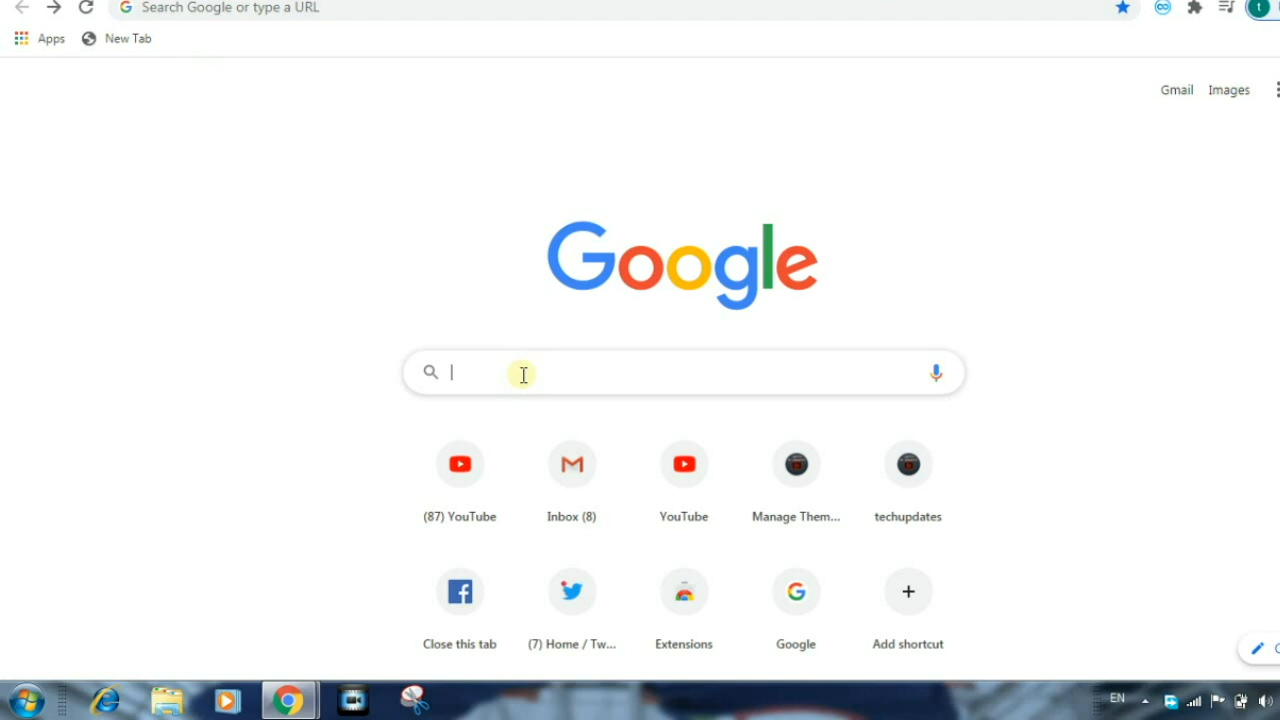 Search Google or type a URL
t
Apps
New Tab
Gmail
Images
Google
(87) YouTube
Inbox (8)
YouTube
Manage Them...
techupdates
Close this tab
(7) Home / Tw...
Extensions
Google
Add shortcut
EN